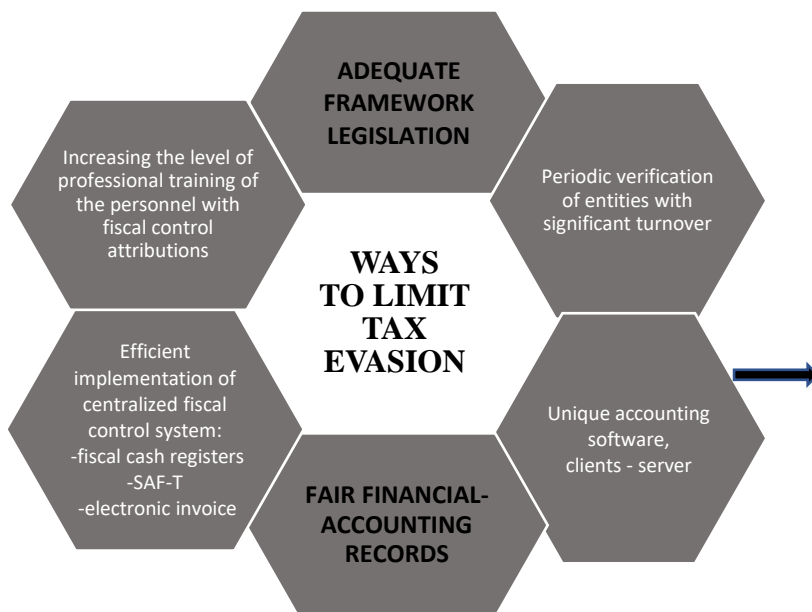 ADEQUATE
FRAMEWORK
LEGISLATION
Increasing the level of
professional training of
the personnel with
fiscal control
attributions
Periodic verification
of entities with
significant turnover
WAYS
TO LIMIT
TAX
EVASION
Efficient
implementation of
centralized fiscal
control system:
-fiscal cash registers
-SAF-T
-electronic invoice
Unique accounting
software,
clients - server
FAIR FINANCIAL-
ACCOUNTING
RECORDS